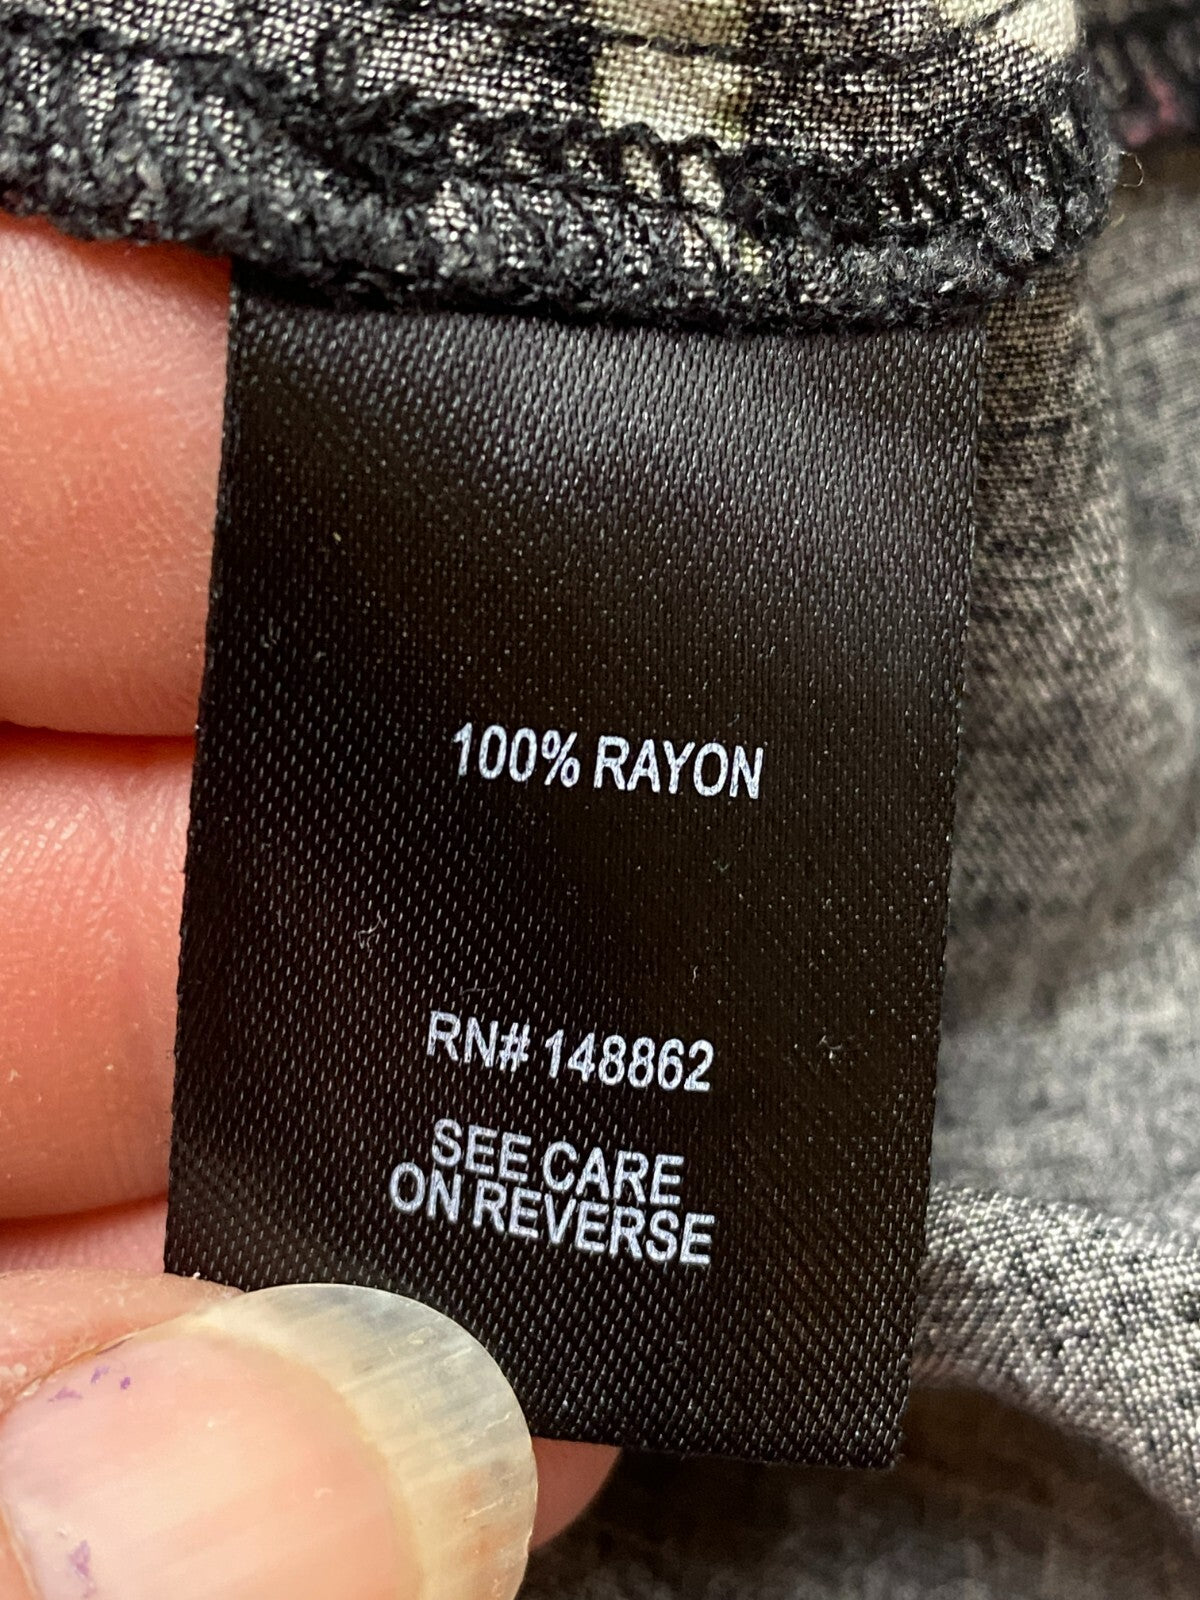 100% RAYON
RN# 148862
SEE CARE
ON REVERSE